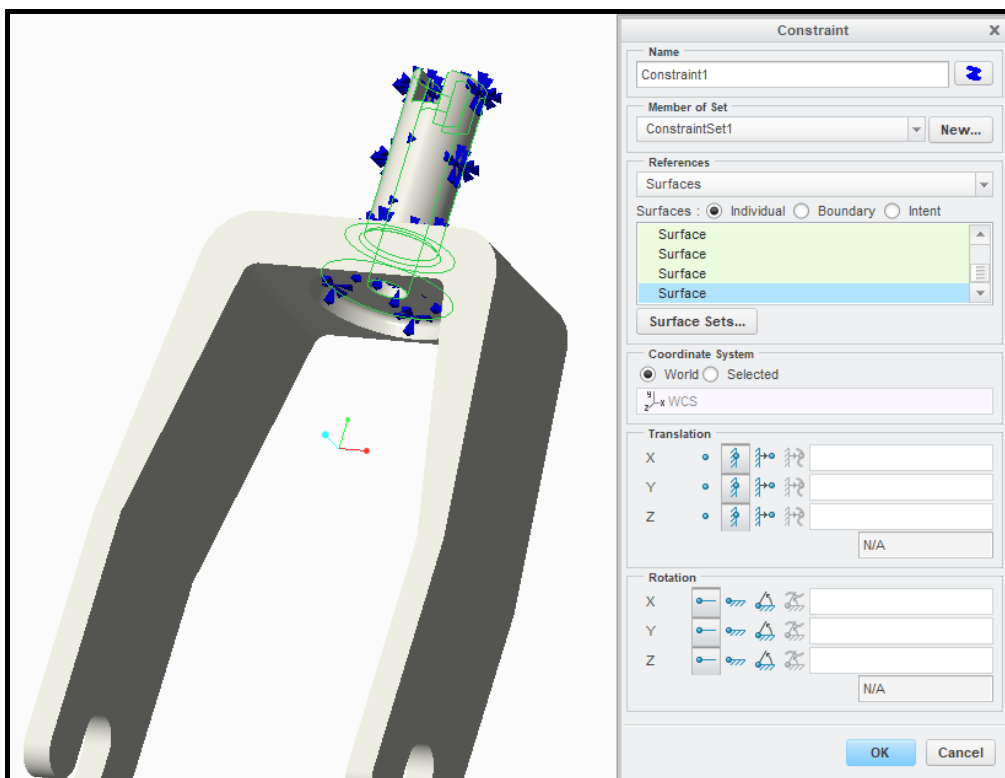 Constraint x
Name
Constraint1
Member of Set
ConstraintSet1 New...
References
Surfaces
Surfaces : Individual Boundary Intent
Surface
Surface
Surface
Surface
Surface Sets...
Coordinate System
World Selected
y
z x WCS
Translation
X
Y
Z
N/A
Rotation
X
Y
Z
N/A
OK Cancel